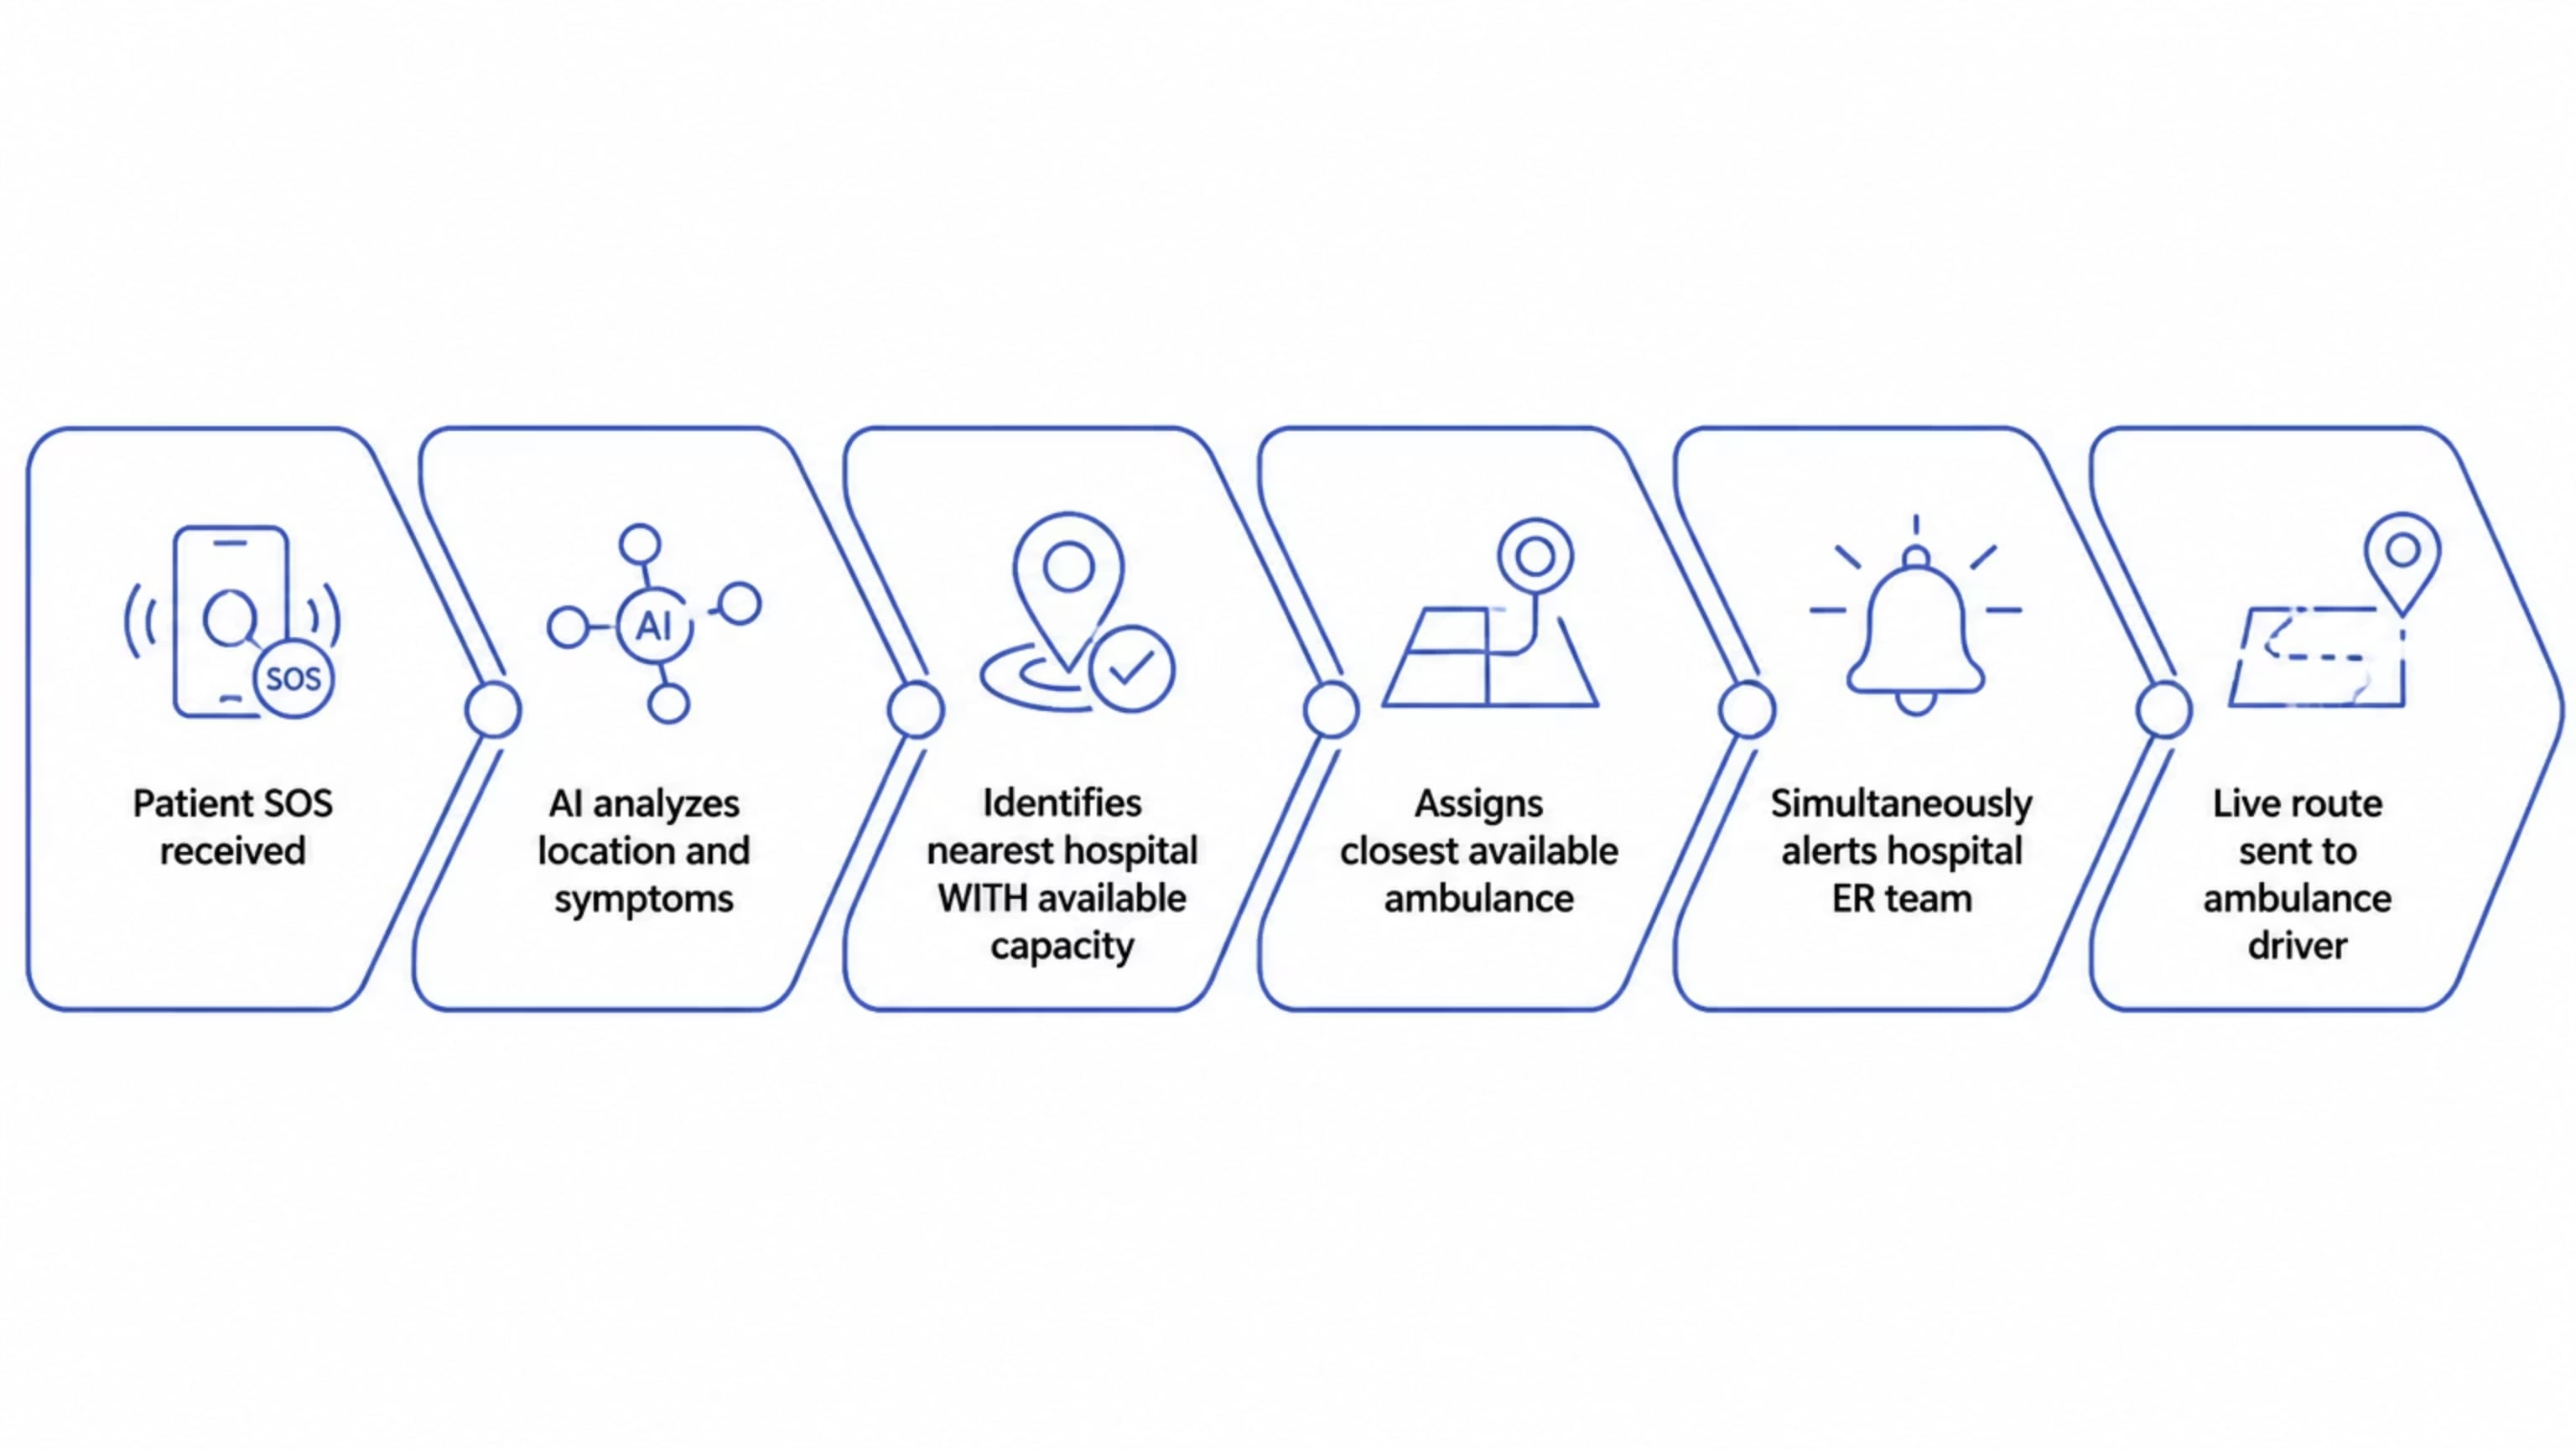 SOS
Patient SOS
received
AI
AI analyzes
location and
symptoms
Identifies
nearest hospital
WITH available
capacity
Assigns
closest available
ambulance
Simultaneously
alerts hospital
ER team
Live route
sent to
ambulance
driver